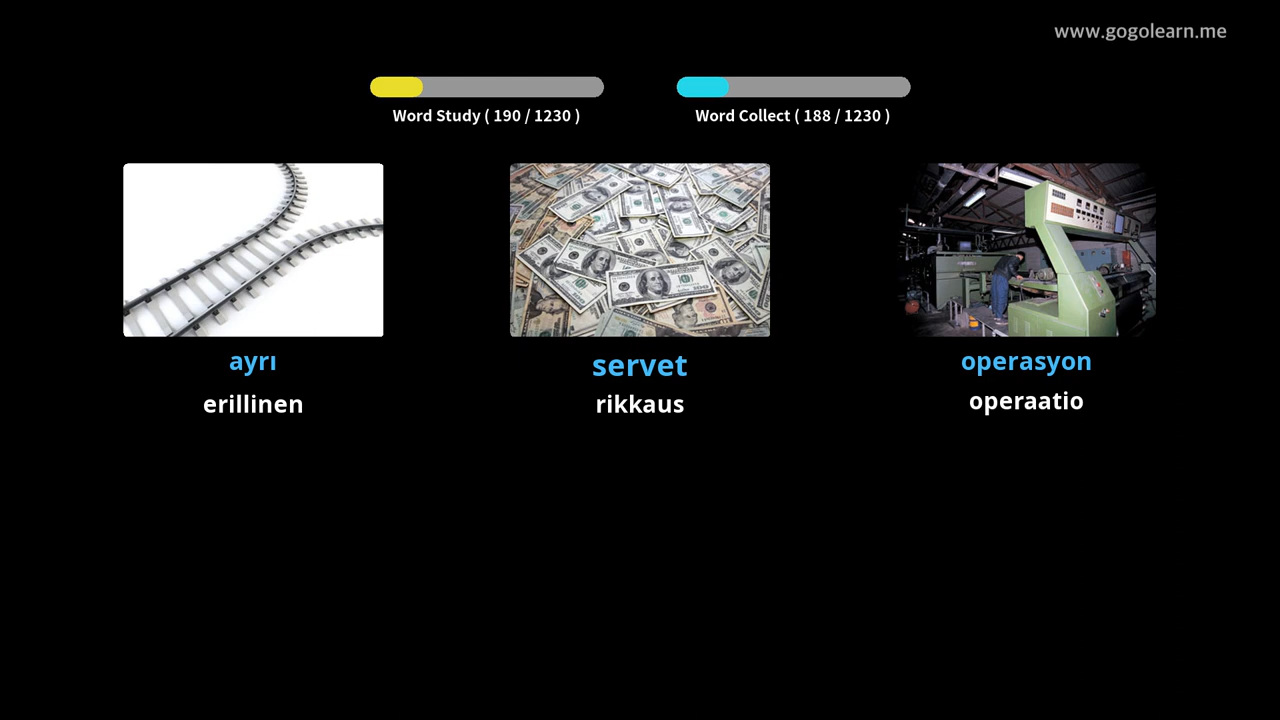 www.gogolearn.me
Word Study ( 190 / 1230 )
Word Collect ( 188 / 1230 )
ayrı
servet
operasyon
erillinen
rikkaus
operaatio